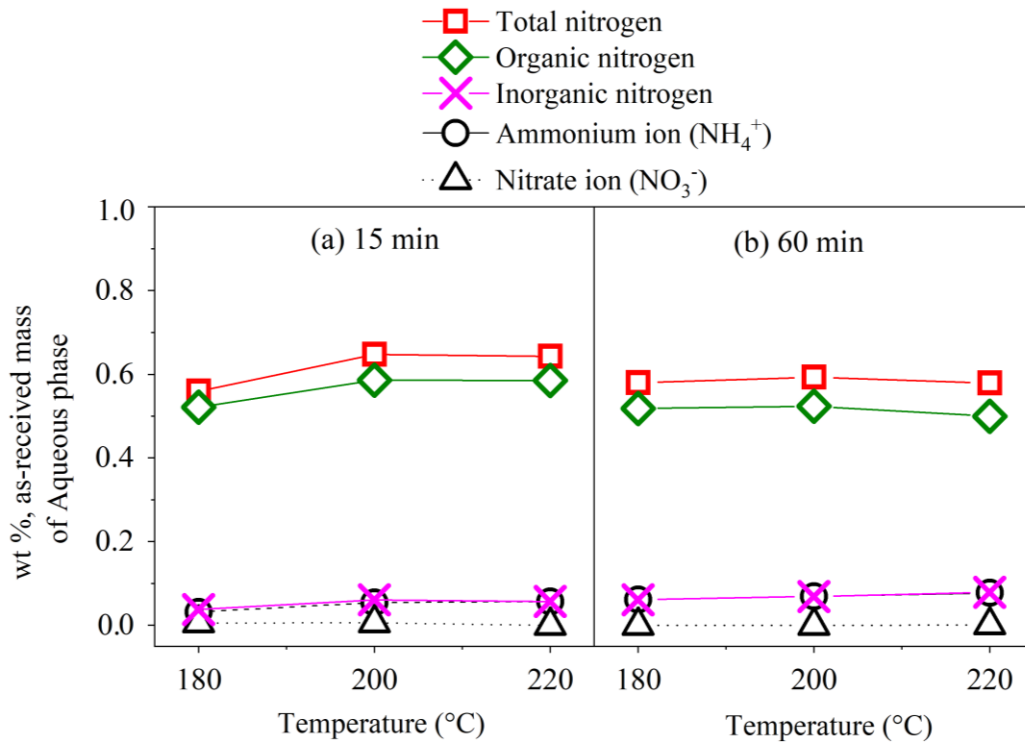 Total nitrogen
Organic nitrogen
Inorganic nitrogen
Ammonium ion (NH₄⁺)
Nitrate ion (NO₃⁻)
(a) 15 min
(b) 60 min
wt %, as-received mass
of Aqueous phase
1.0
0.8
0.6
0.4
0.2
0.0
180 200 220 180 200 220
Temperature (°C) Temperature (°C)